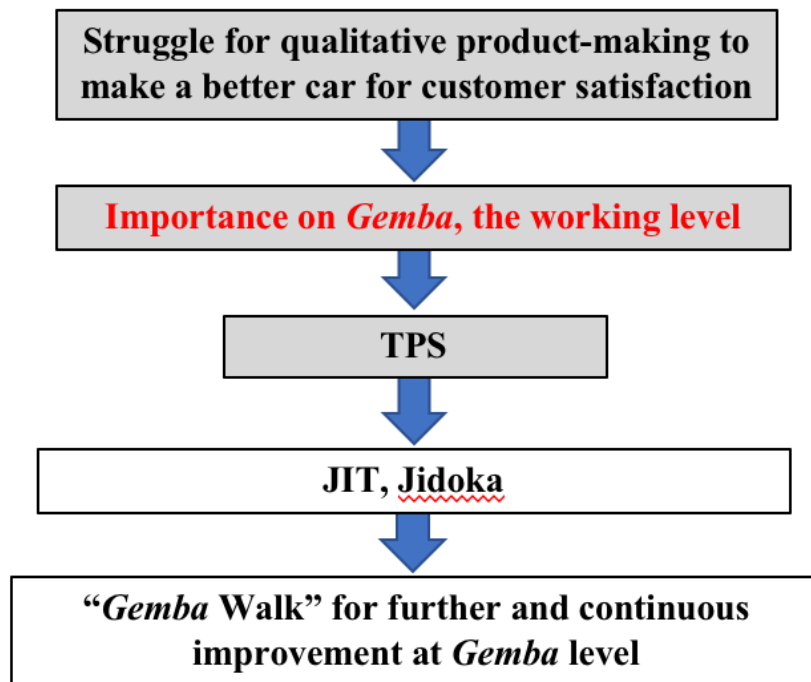 Struggle for qualitative product-making to
make a better car for customer satisfaction
Importance on Gemba, the working level
TPS
JIT, Jidoka
“Gemba Walk” for further and continuous
improvement at Gemba level